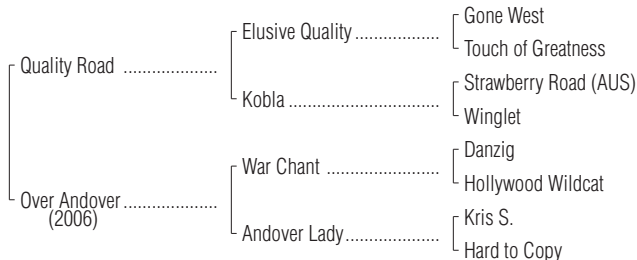 Gone West
Elusive Quality ...................
Touch of Greatness
Quality Road .....................
Strawberry Road (AUS)
Kobla ..................................
Winglet
Danzig
War Chant .........................
Hollywood Wildcat
Over Andover .....................
(2006)
Kris S.
Andover Lady.....................
Hard to Copy